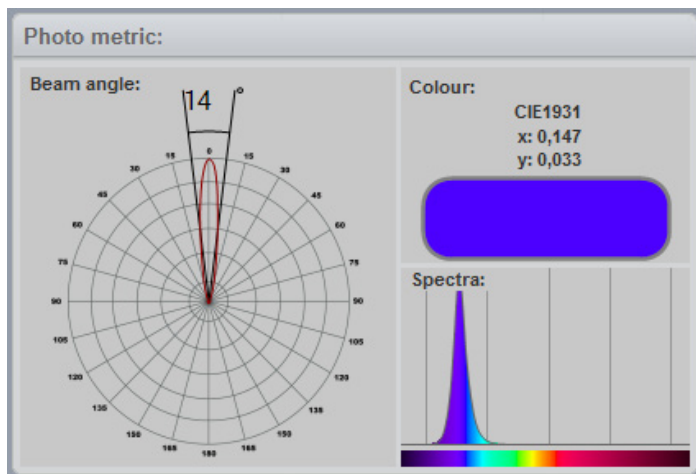 Photo metric:
Beam angle:
14 °
0
15 15
30 30
45 45
60 60
75 75
90 90
105 105
120 120
135 135
150 150
165 165
180
Colour:
CIE1931
x: 0,147
y: 0,033
Spectra: